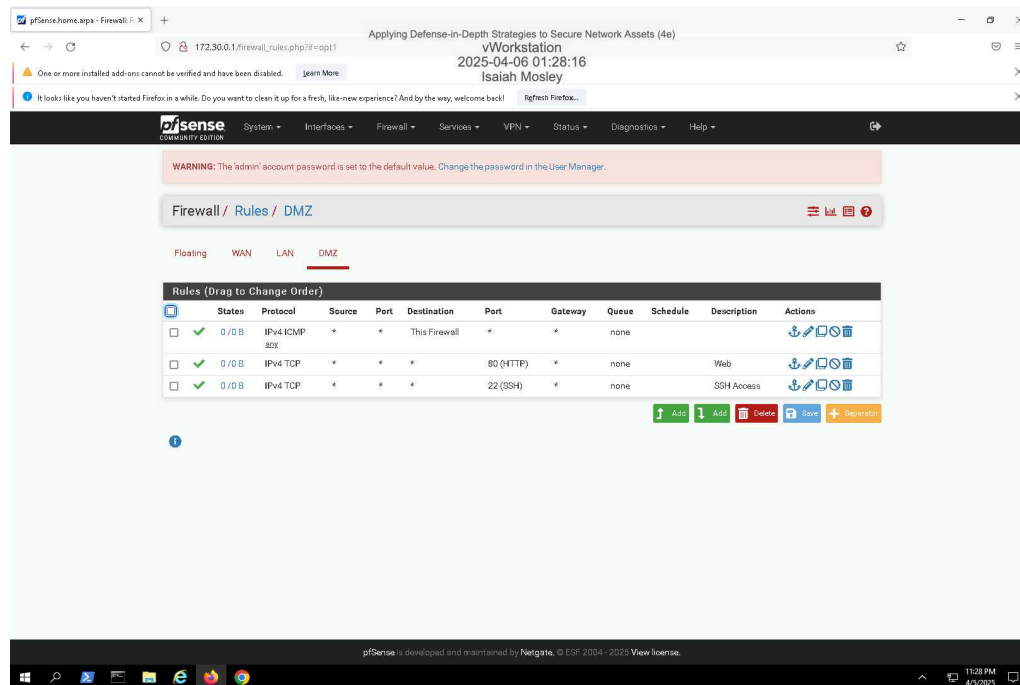 pfSense.home.arpa - Firewall: R
Applying Defense-in-Depth Strategies to Secure Network Assets (4e)
172.30.0.1/firewall_rules.php?if=opt1
vWorkstation
2025-04-06 01:28:16
Isaiah Mosley
One or more installed add-ons cannot be verified and have been disabled. Learn More
It looks like you haven't started Firefox in a while. Do you want to clean it up for a fresh, like-new experience? And by the way, welcome back! Refresh Firefox...
pfsense COMMUNITY EDITION System Interfaces Firewall Services VPN Status Diagnostics Help
WARNING: The 'admin' account password is set to the default value. Change the password in the User Manager.
Firewall / Rules / DMZ
Floating WAN LAN DMZ
Rules (Drag to Change Order)
States Protocol Source Port Destination Port Gateway Queue Schedule Description Actions
0 / 0 B IPv4 ICMP * * This Firewall * * none
any
0 / 0 B IPv4 TCP * * * 80 (HTTP) * none Web
0 / 0 B IPv4 TCP * * * 22 (SSH) * none SSH Access
Add Add Delete Save Separator
pfSense is developed and maintained by Netgate. © ESF 2004 - 2025 View license.
11:28 PM
4/5/2025